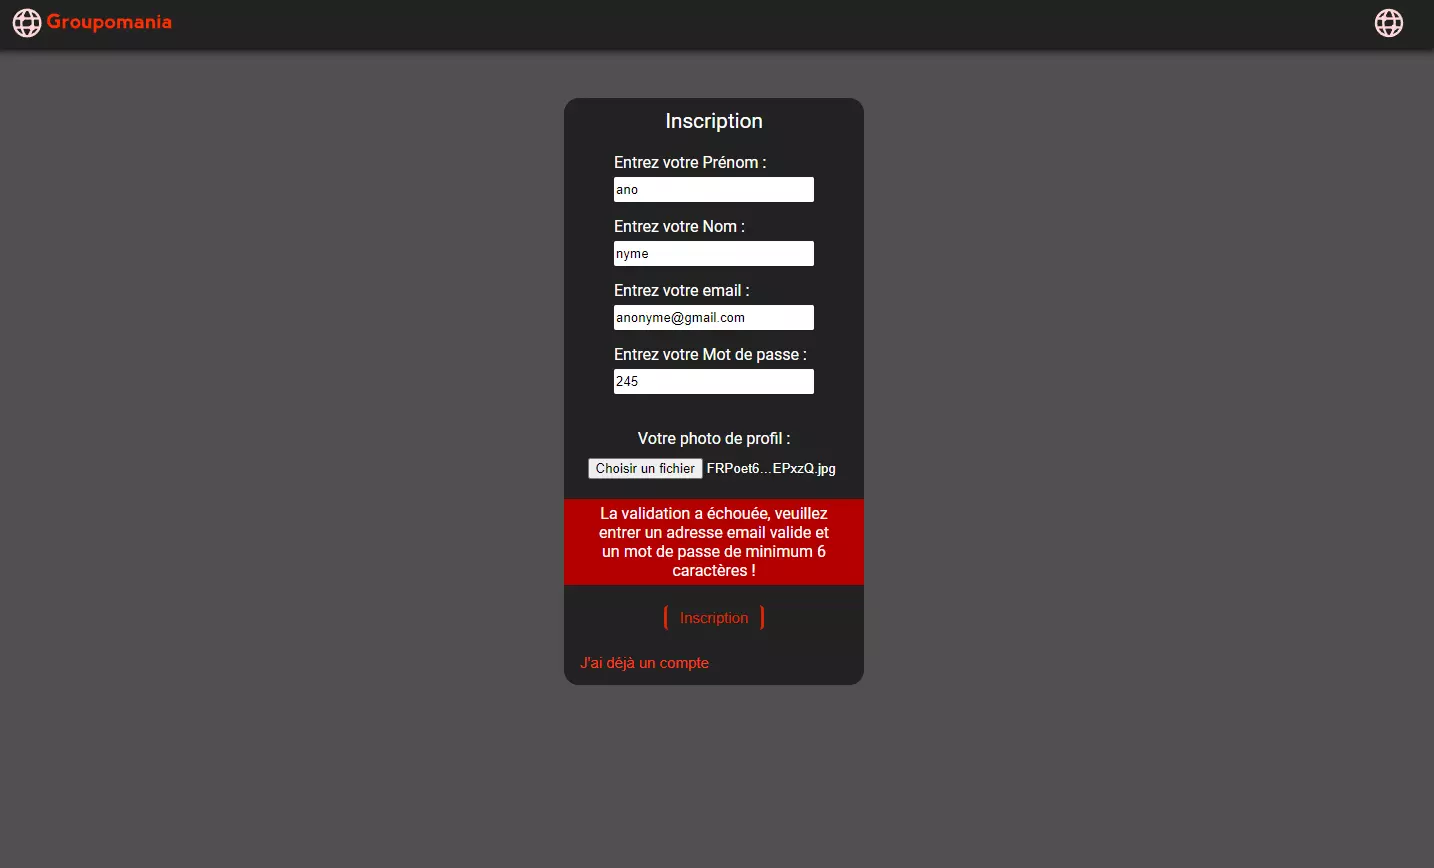 Groupomania
Inscription
Entrez votre Prénom :
ano
Entrez votre Nom :
nyme
Entrez votre email :
anonyme@gmail.com
Entrez votre Mot de passe :
245
Votre photo de profil :
Choisir un fichier FRPoet6...EPxzQ.jpg
La validation a échouée, veuillez
entrer un adresse email valide et
un mot de passe de minimum 6
caractères !
Inscription
J'ai déjà un compte